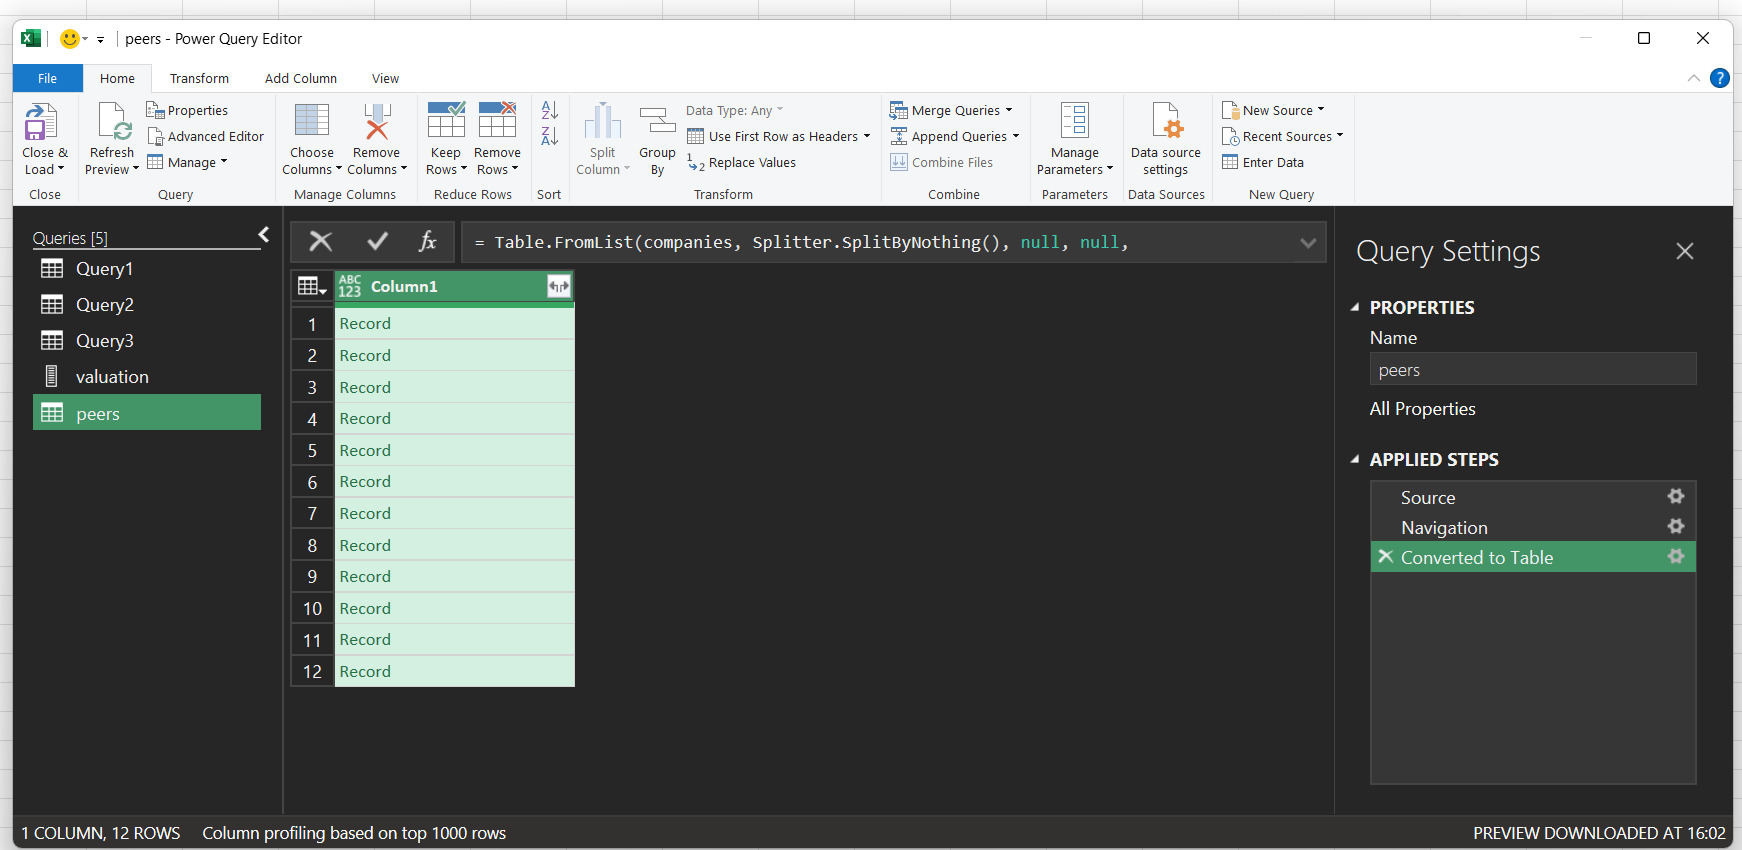 peers - Power Query Editor
File
Home
Transform
Add Column
View
Close &
Load
Close
Refresh
Preview
Properties
Advanced Editor
Manage
Query
Choose
Columns
Remove
Columns
Manage Columns
Keep
Rows
Remove
Rows
Reduce Rows
Sort
Split
Column
Group
By
Data Type: Any
Use First Row as Headers
Replace Values
Transform
Merge Queries
Append Queries
Combine Files
Combine
Manage
Parameters
Parameters
Data source
settings
Data Sources
New Source
Recent Sources
Enter Data
New Query
Queries [5]
Query1
Query2
Query3
valuation
peers
fx
= Table.FromList(companies, Splitter.SplitByNothing(), null, null,
ABC
123
Column1
1 Record
2 Record
3 Record
4 Record
5 Record
6 Record
7 Record
8 Record
9 Record
10 Record
11 Record
12 Record
Query Settings
PROPERTIES
Name
peers
All Properties
APPLIED STEPS
Source
Navigation
Converted to Table
1 COLUMN, 12 ROWS
Column profiling based on top 1000 rows
PREVIEW DOWNLOADED AT 16:02